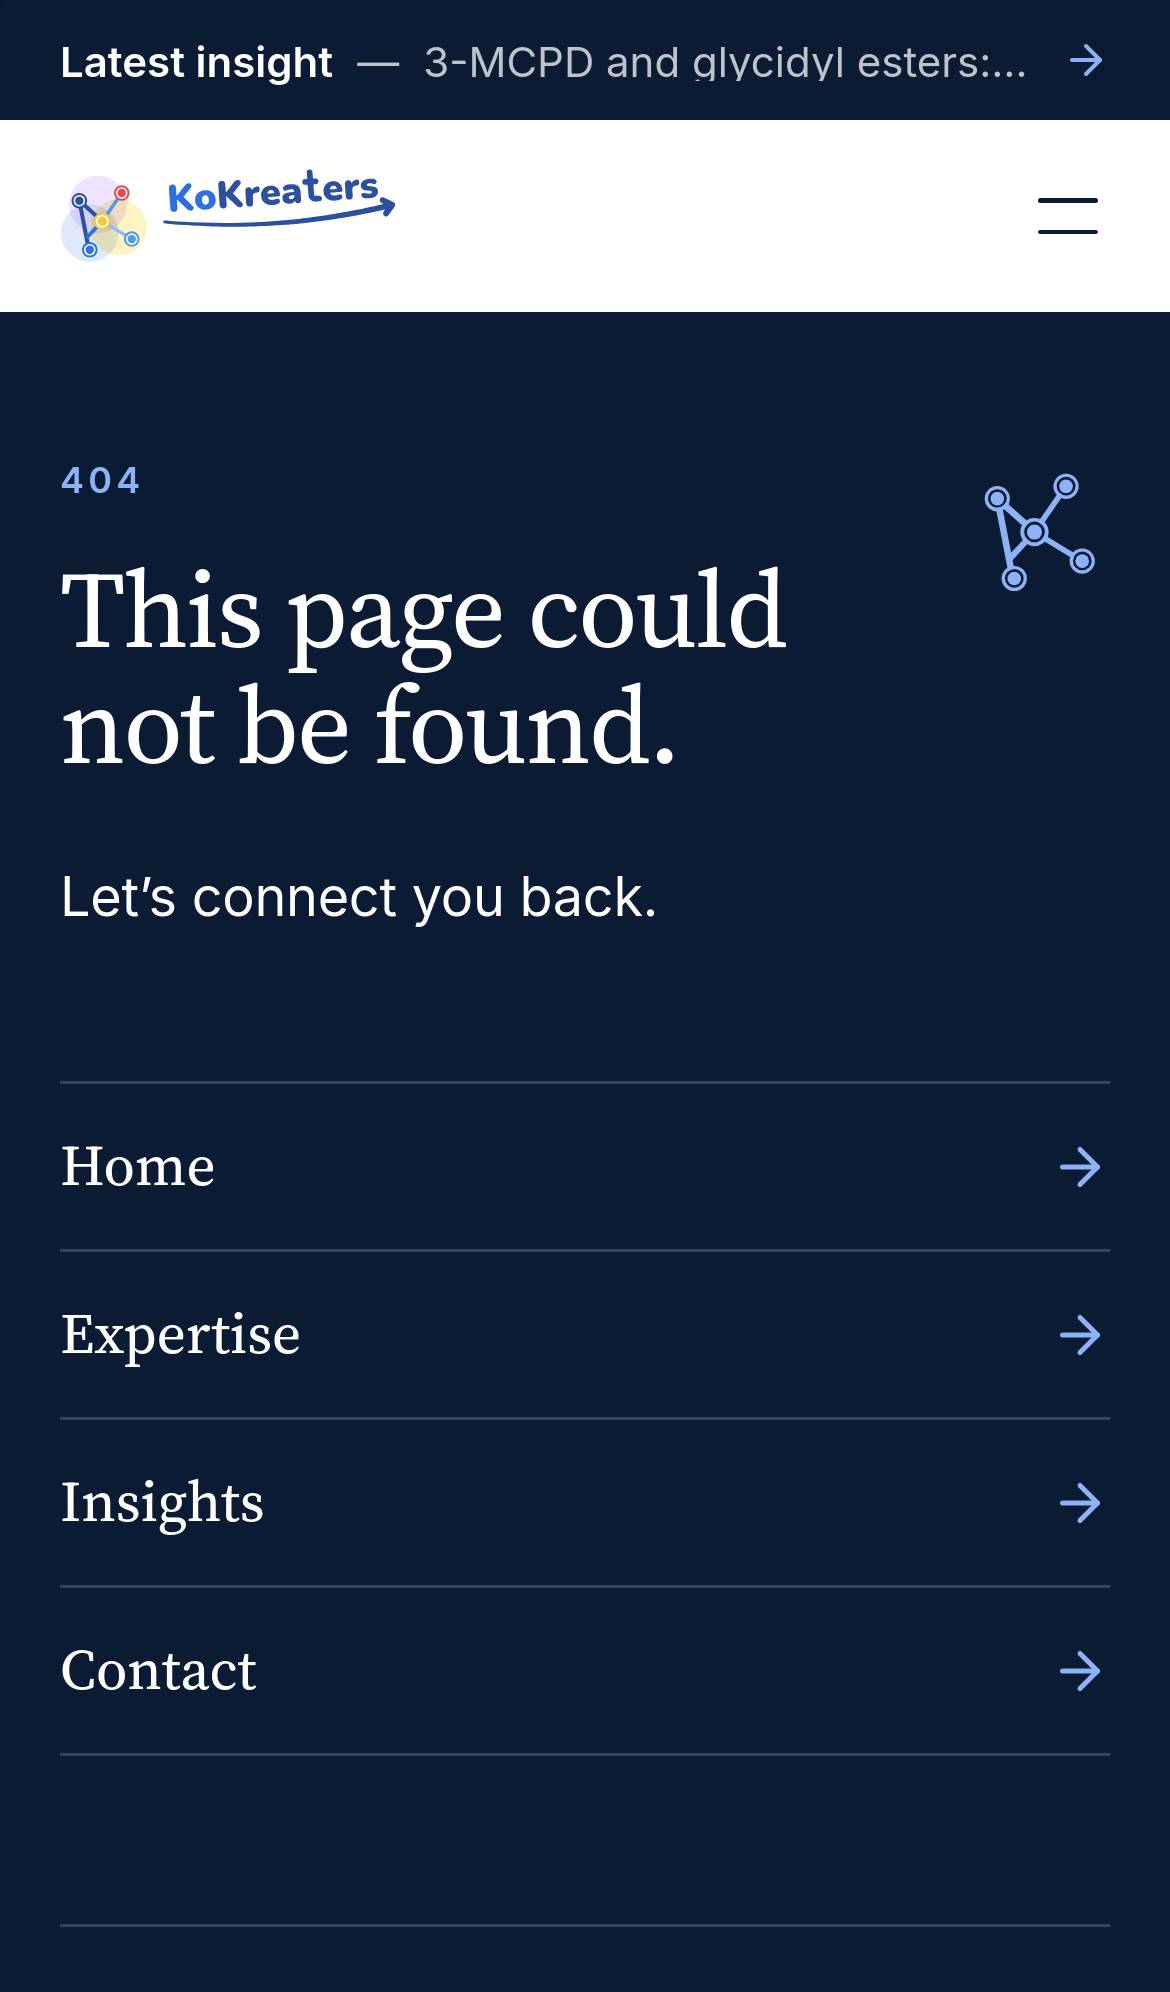 Latest insight — 3-MCPD and glycidyl esters:...
KoKreaters
404
This page could
not be found.
Let’s connect you back.
Home
Expertise
Insights
Contact